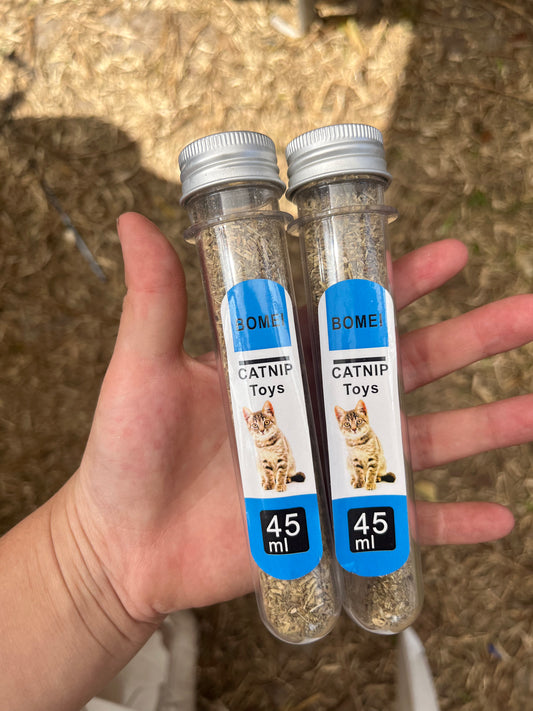 BOMEI
CATNIP
Toys
45
ml
BOMEI
CATNIP
Toys
45
ml